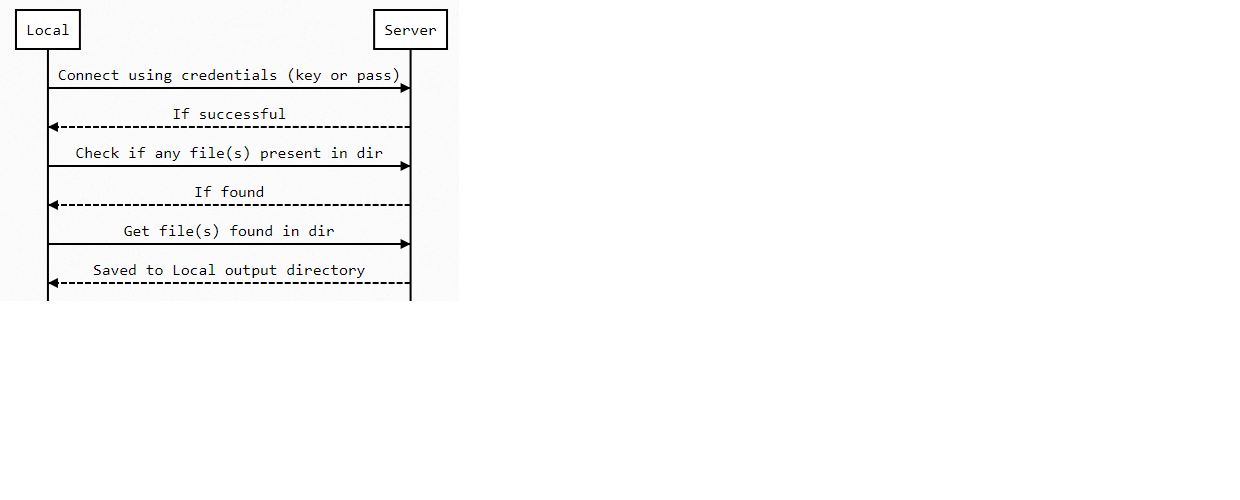 Local
Server
Connect using credentials (key or pass)
If successful
Check if any file(s) present in dir
If found
Get file(s) found in dir
Saved to Local output directory